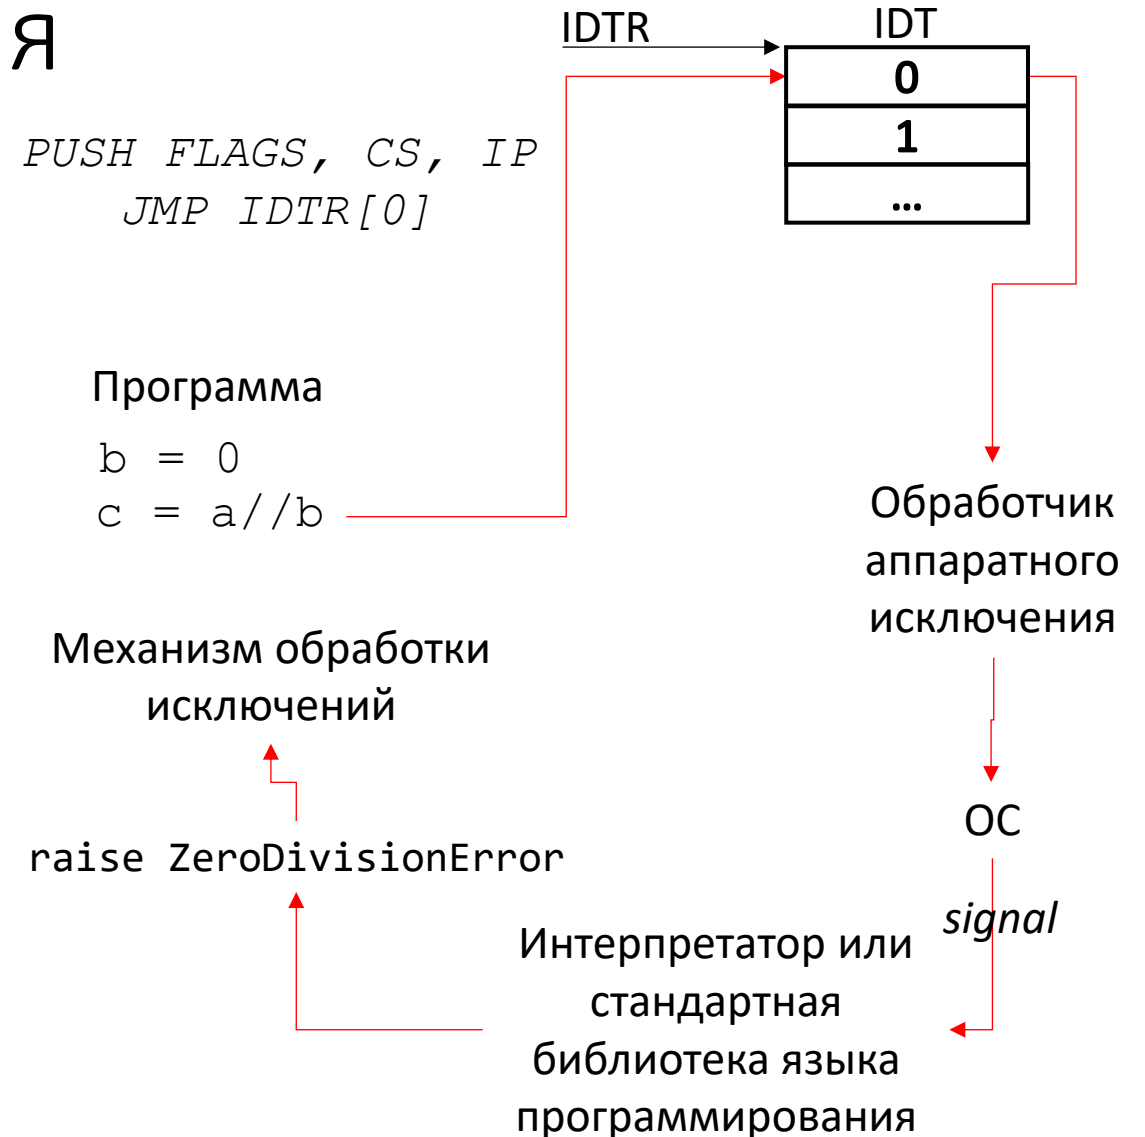 Я
IDTR
IDT
0
1
...
PUSH FLAGS, CS, IP
JMP IDTR[0]
Программа
b = 0
c = a//b
Обработчик
аппаратного
исключения
Механизм обработки
исключений
ОС
raise ZeroDivisionError
signal
Интерпретатор или
стандартная
библиотека языка
программирования